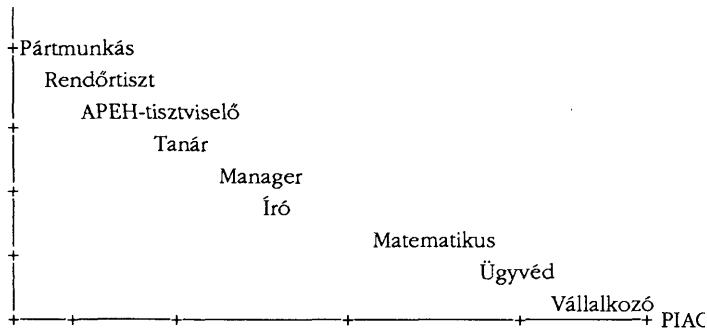 Pártmunkás
Rendőrtiszt
APEH-tisztviselő
Tanár
Manager
Író
Matematikus
Ügyvéd
Vállalkozó
PIAC